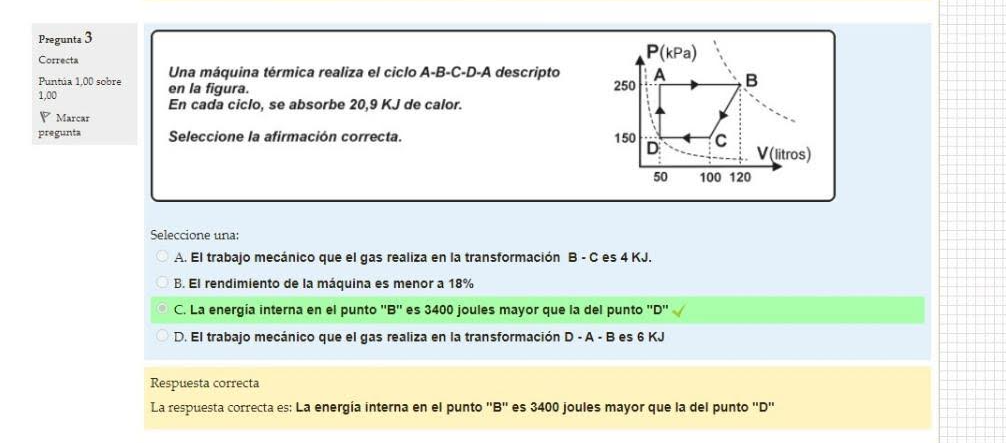 Pregunta 3
Correcta
Puntúa 1,00 sobre
1,00
Marcar
pregunta
Una máquina térmica realiza el ciclo A-B-C-D-A descripto
en la figura.
En cada ciclo, se absorbe 20,9 KJ de calor.
Seleccione la afirmación correcta.
P(kPa)
A
B
250
150
D
C
V(litros)
50 100 120
Seleccione una:
A. El trabajo mecánico que el gas realiza en la transformación B - C es 4 KJ.
B. El rendimiento de la máquina es menor a 18%
C. La energía interna en el punto "B" es 3400 joules mayor que la del punto "D"
D. El trabajo mecánico que el gas realiza en la transformación D - A - B es 6 KJ
Respuesta correcta
La respuesta correcta es: La energía interna en el punto "B" es 3400 joules mayor que la del punto "D"